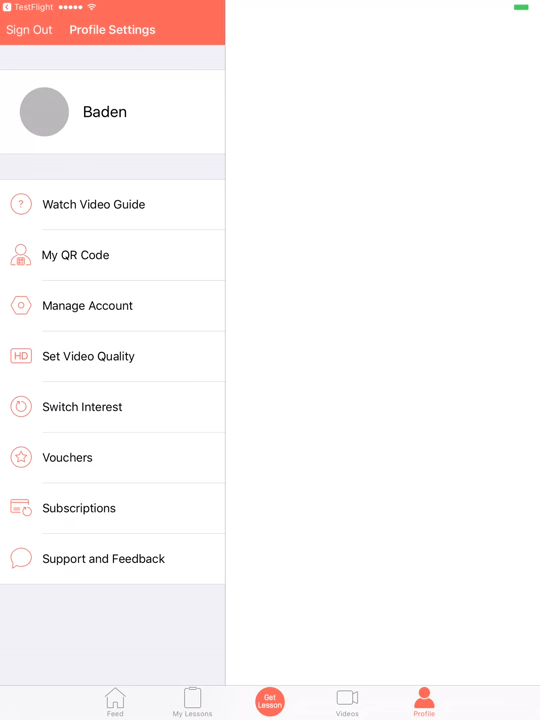 TestFlight
Sign Out Profile Settings
Baden
? Watch Video Guide
My QR Code
Manage Account
HD Set Video Quality
Switch Interest
Vouchers
Subscriptions
Support and Feedback
Feed
My Lessons
Get
Lesson
Videos
Profile